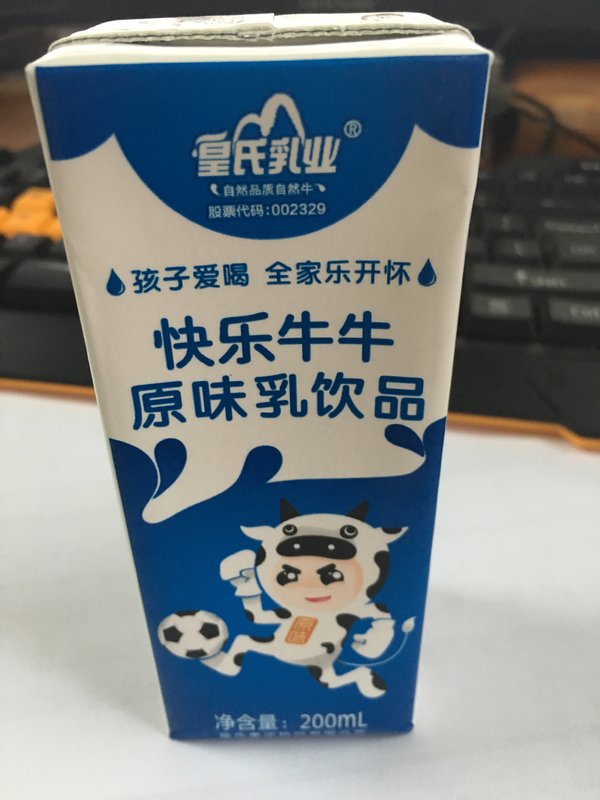 皇氏乳业®
自然品质自然牛
股票代码:002329
孩子爱喝 全家乐开怀
快乐牛牛
原味乳饮品
原味
净含量: 200mL